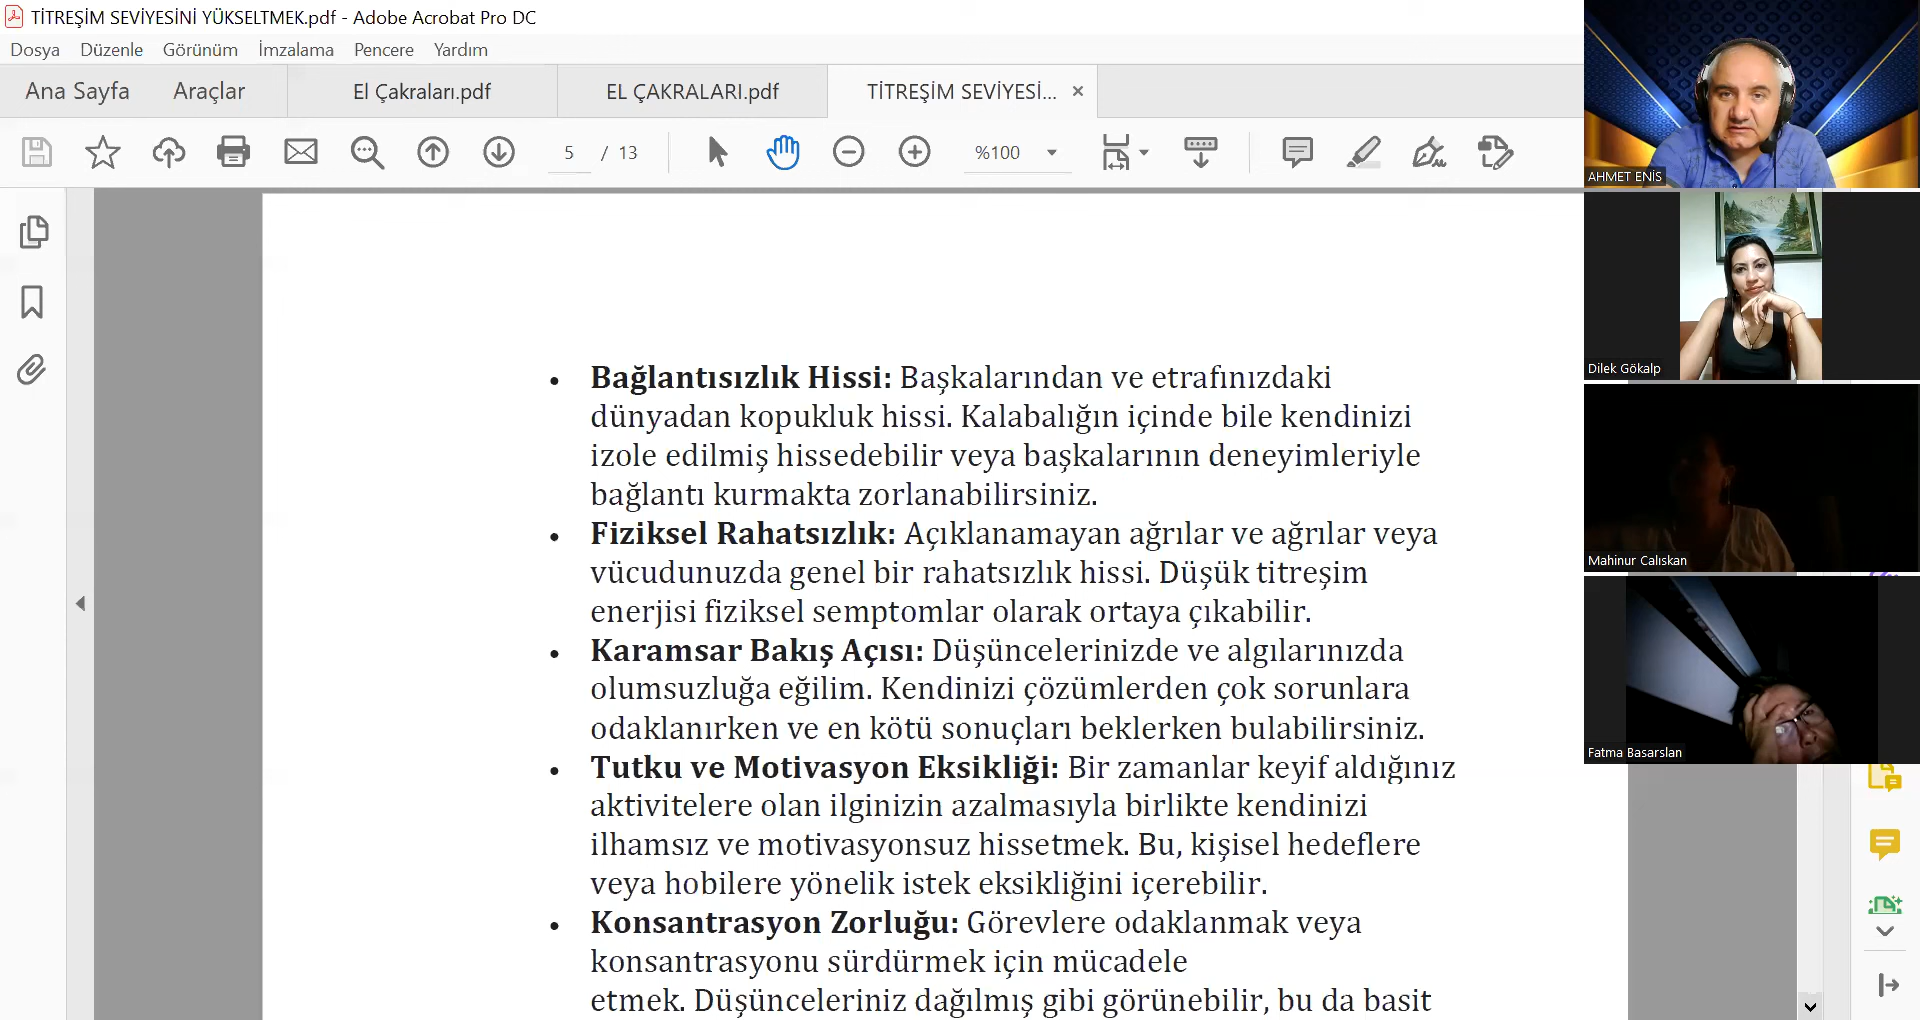 TİTREŞİM SEVİYESİNİ YÜKSELTMEK.pdf - Adobe Acrobat Pro DC
Dosya Düzenle Görünüm İmzalama Pencere Yardım
Ana Sayfa Araçlar El Çakraları.pdf EL ÇAKRALARI.pdf TİTREŞİM SEVİYESİ... ×
5 / 13 %100
• Bağlantısızlık Hissi: Başkalarından ve etrafınızdaki
dünyadan kopukluk hissi. Kalabalığın içinde bile kendinizi
izole edilmiş hissedebilir veya başkalarının deneyimleriyle
bağlantı kurmakta zorlanabilirsiniz.
• Fiziksel Rahatsızlık: Açıklanamayan ağrılar ve ağrılar veya
vücudunuzda genel bir rahatsızlık hissi. Düşük titreşim
enerjisi fiziksel semptomlar olarak ortaya çıkabilir.
• Karamsar Bakış Açısı: Düşüncelerinizde ve algılarınızda
olumsuzluğa eğilim. Kendinizi çözümlerden çok sorunlara
odaklanırken ve en kötü sonuçları beklerken bulabilirsiniz.
• Tutku ve Motivasyon Eksikliği: Bir zamanlar keyif aldığınız
aktivitelere olan ilginizin azalmasıyla birlikte kendinizi
ilhamsız ve motivasyonsuz hissetmek. Bu, kişisel hedeflere
veya hobilere yönelik istek eksikliğini içerebilir.
• Konsantrasyon Zorluğu: Görevlere odaklanmak veya
konsantrasyonu sürdürmek için mücadele
etmek. Düşünceleriniz dağılmış gibi görünebilir, bu da basit
AHMET ENİS
Dilek Gökalp
Mahinur Calıskan
Fatma Basarslan